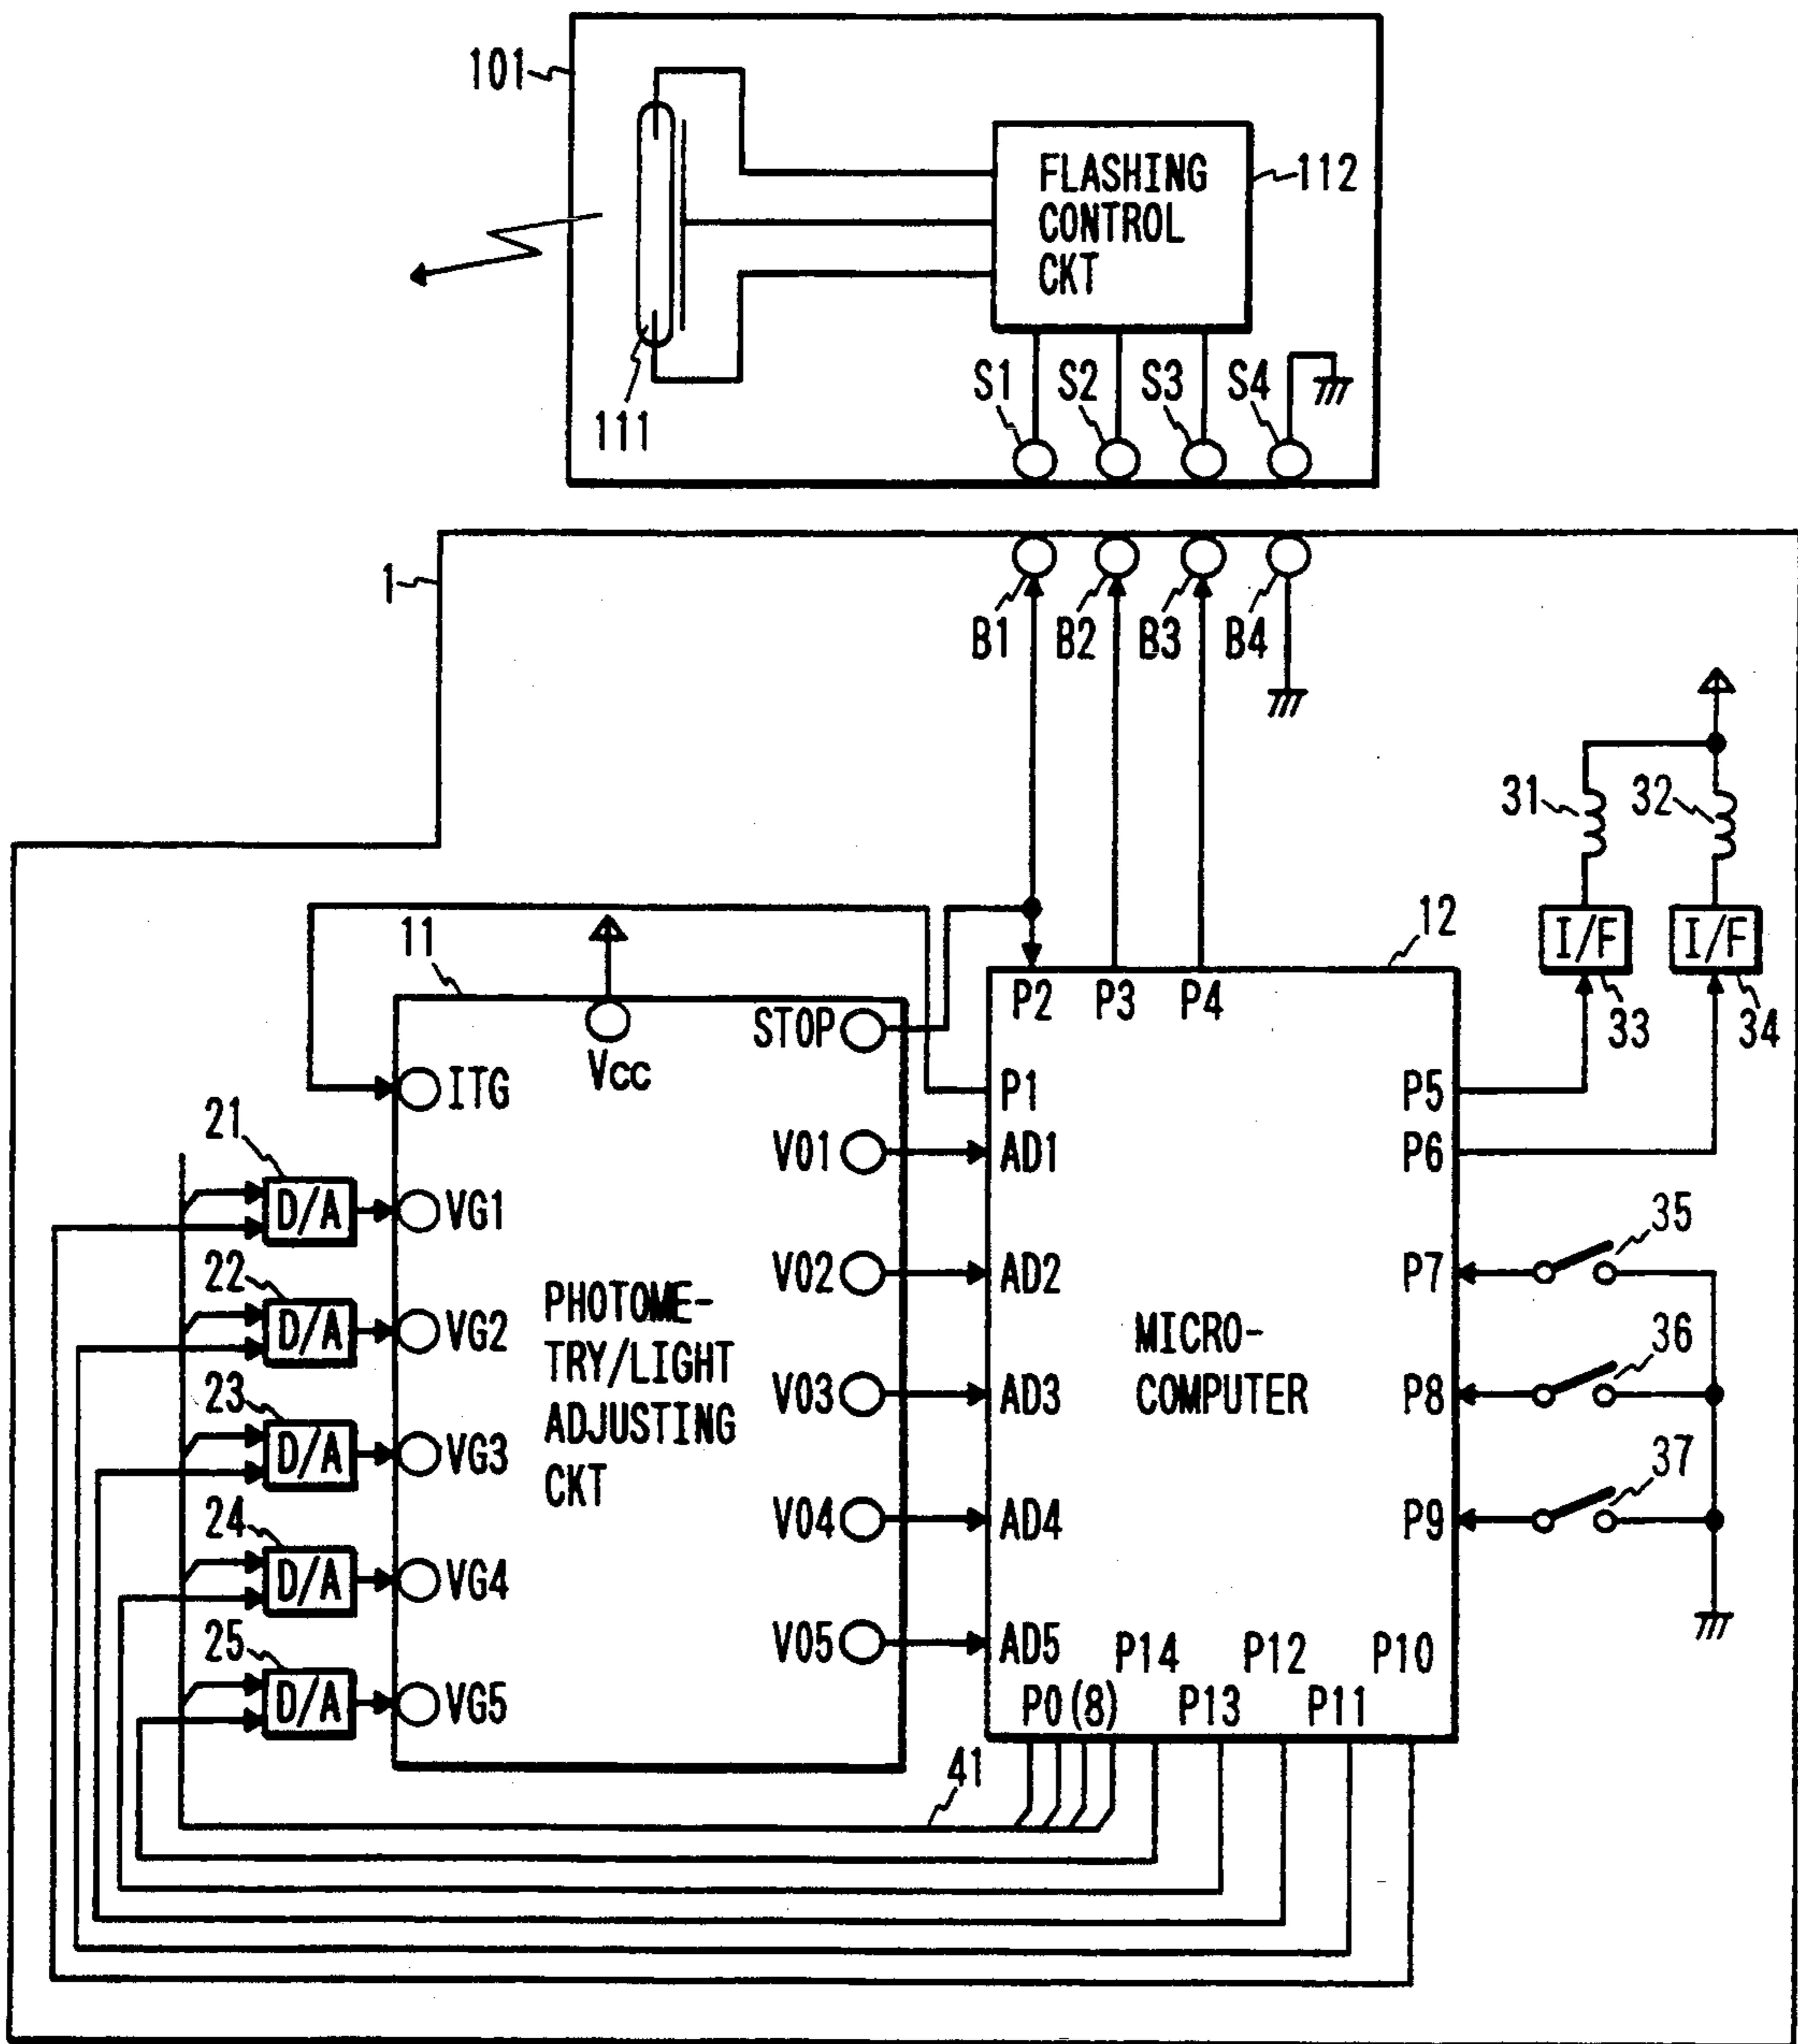 101
FLASHING
CONTROL
CKT
112
111
S1 S2 S3 S4
1
B1 B2 B3 B4
31 32
I/F I/F
33 34
11
12
P2 P3 P4
STOP
Vcc
ITG
P1
P5
21
D/A
VG1
V01
AD1
P6
22
D/A
VG2
V02
AD2
P7
35
PHOTOME-
TRY/LIGHT
ADJUSTING
CKT
MICRO-
COMPUTER
23
D/A
VG3
V03
AD3
P8
36
24
D/A
VG4
V04
AD4
P9
37
25
D/A
VG5
V05
AD5
P14 P12 P10
P0(8) P13 P11
41